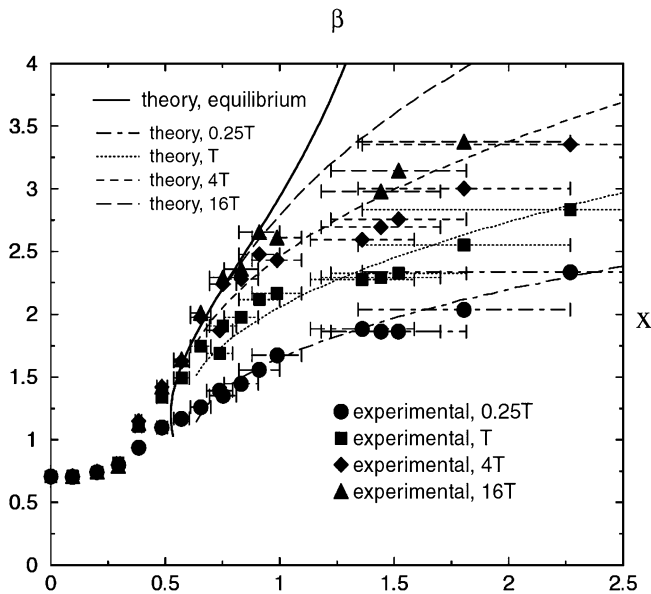 β
4
3.5
3
2.5
2
1.5
1
0.5
0
theory, equilibrium
theory, 0.25T
theory, T
theory, 4T
theory, 16T
X
experimental, 0.25T
experimental, T
experimental, 4T
experimental, 16T
0 0.5 1 1.5 2 2.5